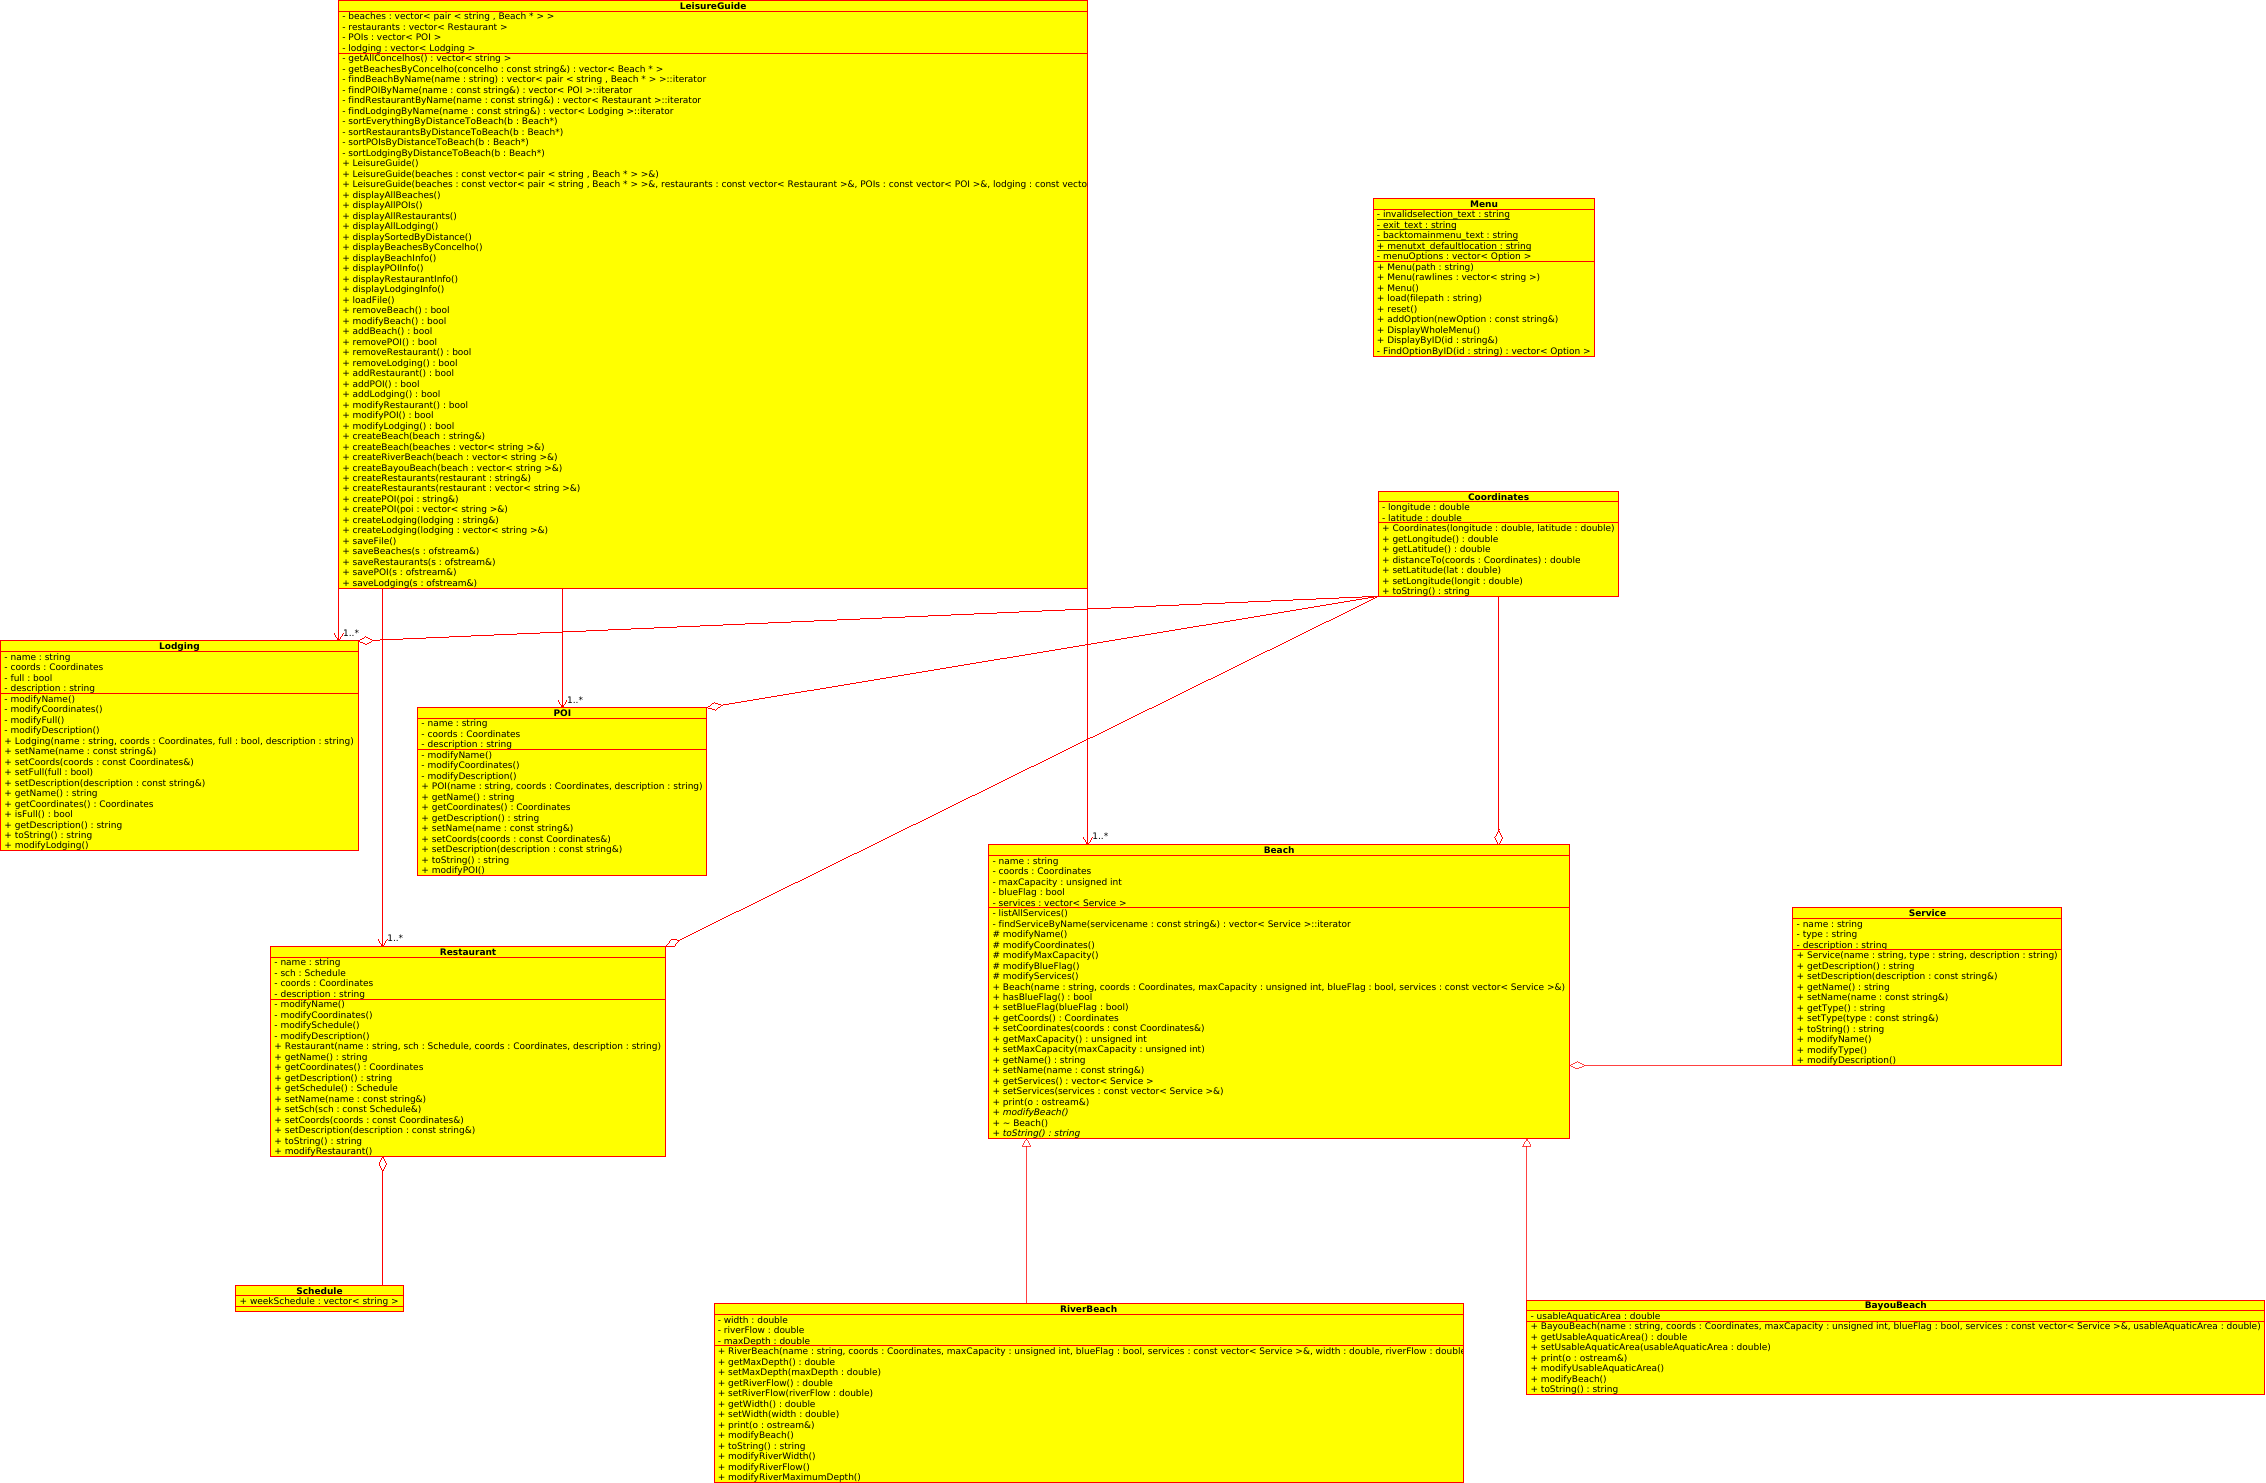 LeisureGuide
- beaches : vector< pair < string , Beach * > >
- restaurants : vector< Restaurant >
- POIs : vector< POI >
- lodging : vector< Lodging >
- getAllConcelhos() : vector< string >
- getBeachesByConcelho(concelho : const string&) : vector< Beach * >
- findBeachByName(name : string) : vector< pair < string , Beach * > >::iterator
- findPOIByName(name : const string&) : vector< POI >::iterator
- findRestaurantByName(name : const string&) : vector< Restaurant >::iterator
- findLodgingByName(name : const string&) : vector< Lodging >::iterator
- sortEverythingByDistanceToBeach(b : Beach*)
- sortRestaurantsByDistanceToBeach(b : Beach*)
- sortPOIsByDistanceToBeach(b : Beach*)
- sortLodgingByDistanceToBeach(b : Beach*)
+ LeisureGuide()
+ LeisureGuide(beaches : const vector< pair < string , Beach * > >&)
+ LeisureGuide(beaches : const vector< pair < string , Beach * > >&, restaurants : const vector< Restaurant >&, POIs : const vector< POI >&, lodging : const vecto
+ displayAllBeaches()
+ displayAllPOIs()
+ displayAllRestaurants()
+ displayAllLodging()
+ displaySortedByDistance()
+ displayBeachesByConcelho()
+ displayBeachInfo()
+ displayPOIInfo()
+ displayRestaurantInfo()
+ displayLodgingInfo()
+ loadFile()
+ removeBeach() : bool
+ modifyBeach() : bool
+ addBeach() : bool
+ removePOI() : bool
+ removeRestaurant() : bool
+ removeLodging() : bool
+ addRestaurant() : bool
+ addPOI() : bool
+ addLodging() : bool
+ modifyRestaurant() : bool
+ modifyPOI() : bool
+ modifyLodging() : bool
+ createBeach(beach : string&)
+ createBeach(beaches : vector< string >&)
+ createRiverBeach(beach : vector< string >&)
+ createBayouBeach(beach : vector< string >&)
+ createRestaurants(restaurant : string&)
+ createRestaurants(restaurant : vector< string >&)
+ createPOI(poi : string&)
+ createPOI(poi : vector< string >&)
+ createLodging(lodging : string&)
+ createLodging(lodging : vector< string >&)
+ saveFile()
+ saveBeaches(s : ofstream&)
+ saveRestaurants(s : ofstream&)
+ savePOI(s : ofstream&)
+ saveLodging(s : ofstream&)
Menu
- invalidselection_text : string
- exit_text : string
- backtomainmenu_text : string
+ menutxt_defaultlocation : string
- menuOptions : vector< Option >
+ Menu(path : string)
+ Menu(rawlines : vector< string >)
+ Menu()
+ load(filepath : string)
+ reset()
+ addOption(newOption : const string&)
+ DisplayWholeMenu()
+ DisplayByID(id : string&)
- FindOptionByID(id : string) : vector< Option >
Coordinates
- longitude : double
- latitude : double
+ Coordinates(longitude : double, latitude : double)
+ getLongitude() : double
+ getLatitude() : double
+ distanceTo(coords : Coordinates) : double
+ setLatitude(lat : double)
+ setLongitude(longit : double)
+ toString() : string
1..*
Lodging
- name : string
- coords : Coordinates
- full : bool
- description : string
- modifyName()
- modifyCoordinates()
- modifyFull()
- modifyDescription()
+ Lodging(name : string, coords : Coordinates, full : bool, description : string)
+ setName(name : const string&)
+ setCoords(coords : const Coordinates&)
+ setFull(full : bool)
+ setDescription(description : const string&)
+ getName() : string
+ getCoordinates() : Coordinates
+ isFull() : bool
+ getDescription() : string
+ toString() : string
+ modifyLodging()
1..*
POI
- name : string
- coords : Coordinates
- description : string
- modifyName()
- modifyCoordinates()
- modifyDescription()
+ POI(name : string, coords : Coordinates, description : string)
+ getName() : string
+ getCoordinates() : Coordinates
+ getDescription() : string
+ setName(name : const string&)
+ setCoords(coords : const Coordinates&)
+ setDescription(description : const string&)
+ toString() : string
+ modifyPOI()
1..*
Beach
- name : string
- coords : Coordinates
- maxCapacity : unsigned int
- blueFlag : bool
- services : vector< Service >
- listAllServices()
- findServiceByName(servicename : const string&) : vector< Service >::iterator
# modifyName()
# modifyCoordinates()
# modifyMaxCapacity()
# modifyBlueFlag()
# modifyServices()
+ Beach(name : string, coords : Coordinates, maxCapacity : unsigned int, blueFlag : bool, services : const vector< Service >&)
+ hasBlueFlag() : bool
+ setBlueFlag(blueFlag : bool)
+ getCoords() : Coordinates
+ setCoordinates(coords : const Coordinates&)
+ getMaxCapacity() : unsigned int
+ setMaxCapacity(maxCapacity : unsigned int)
+ getName() : string
+ setName(name : const string&)
+ getServices() : vector< Service >
+ setServices(services : const vector< Service >&)
+ print(o : ostream&)
+ modifyBeach()
+ ~ Beach()
+ toString() : string
Service
- name : string
- type : string
- description : string
+ Service(name : string, type : string, description : string)
+ getDescription() : string
+ setDescription(description : const string&)
+ getName() : string
+ setName(name : const string&)
+ getType() : string
+ setType(type : const string&)
+ toString() : string
+ modifyName()
+ modifyType()
+ modifyDescription()
1..*
Restaurant
- name : string
- sch : Schedule
- coords : Coordinates
- description : string
- modifyName()
- modifyCoordinates()
- modifySchedule()
- modifyDescription()
+ Restaurant(name : string, sch : Schedule, coords : Coordinates, description : string)
+ getName() : string
+ getCoordinates() : Coordinates
+ getDescription() : string
+ getSchedule() : Schedule
+ setName(name : const string&)
+ setSch(sch : const Schedule&)
+ setCoords(coords : const Coordinates&)
+ setDescription(description : const string&)
+ toString() : string
+ modifyRestaurant()
Schedule
+ weekSchedule : vector< string >
RiverBeach
- width : double
- riverFlow : double
- maxDepth : double
+ RiverBeach(name : string, coords : Coordinates, maxCapacity : unsigned int, blueFlag : bool, services : const vector< Service >&, width : double, riverFlow : double
+ getMaxDepth() : double
+ setMaxDepth(maxDepth : double)
+ getRiverFlow() : double
+ setRiverFlow(riverFlow : double)
+ getWidth() : double
+ setWidth(width : double)
+ print(o : ostream&)
+ modifyBeach()
+ toString() : string
+ modifyRiverWidth()
+ modifyRiverFlow()
+ modifyRiverMaximumDepth()
BayouBeach
- usableAquaticArea : double
+ BayouBeach(name : string, coords : Coordinates, maxCapacity : unsigned int, blueFlag : bool, services : const vector< Service >&, usableAquaticArea : double)
+ getUsableAquaticArea() : double
+ setUsableAquaticArea(usableAquaticArea : double)
+ print(o : ostream&)
+ modifyUsableAquaticArea()
+ modifyBeach()
+ toString() : string